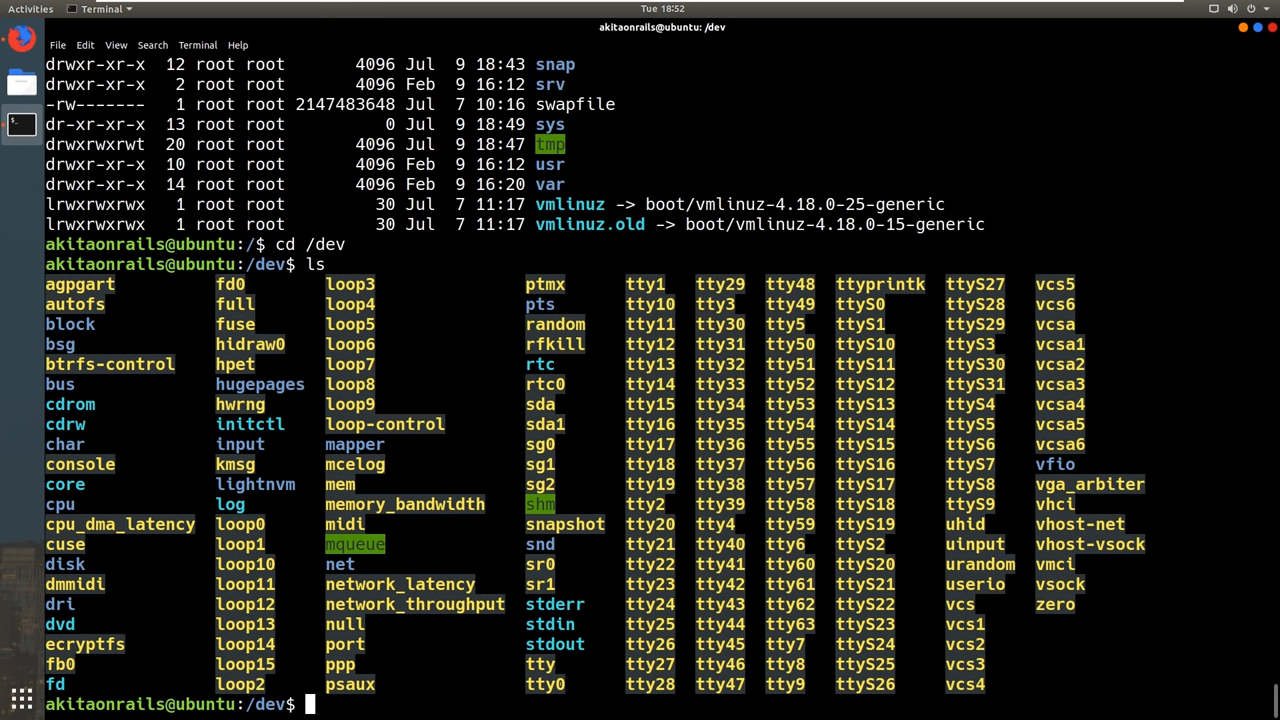 Activities Terminal Tue 18:52
akitaonrails@ubuntu: /dev
File Edit View Search Terminal Help
drwxr-xr-x 12 root root 4096 Jul 9 18:43 snap
drwxr-xr-x 2 root root 4096 Feb 9 16:12 srv
-rw------- 1 root root 2147483648 Jul 7 10:16 swapfile
dr-xr-xr-x 13 root root 0 Jul 9 18:49 sys
drwxrwxrwt 20 root root 4096 Jul 9 18:47 tmp
drwxr-xr-x 10 root root 4096 Feb 9 16:12 usr
drwxr-xr-x 14 root root 4096 Feb 9 16:20 var
lrwxrwxrwx 1 root root 30 Jul 7 11:17 vmlinuz -> boot/vmlinuz-4.18.0-25-generic
lrwxrwxrwx 1 root root 30 Jul 7 11:17 vmlinuz.old -> boot/vmlinuz-4.18.0-15-generic
akitaonrails@ubuntu:/$ cd /dev
akitaonrails@ubuntu:/dev$ ls
agpgart fd0 loop3 ptmx tty1 tty29 tty48 ttyprintk ttyS27 vcs5
autofs full loop4 pts tty10 tty3 tty49 ttyS0 ttyS28 vcs6
block fuse loop5 random tty11 tty30 tty5 ttyS1 ttyS29 vcsa
bsg hidraw0 loop6 rfkill tty12 tty31 tty50 ttyS10 ttyS3 vcsa1
btrfs-control hpet loop7 rtc tty13 tty32 tty51 ttyS11 ttyS30 vcsa2
bus hugepages loop8 rtc0 tty14 tty33 tty52 ttyS12 ttyS31 vcsa3
cdrom hwrng loop9 sda tty15 tty34 tty53 ttyS13 ttyS4 vcsa4
cdrw initctl loop-control sda1 tty16 tty35 tty54 ttyS14 ttyS5 vcsa5
char input mapper sg0 tty17 tty36 tty55 ttyS15 ttyS6 vcsa6
console kmsg mcelog sg1 tty18 tty37 tty56 ttyS16 ttyS7 vfio
core lightnvm mem sg2 tty19 tty38 tty57 ttyS17 ttyS8 vga_arbiter
cpu log memory_bandwidth shm tty2 tty39 tty58 ttyS18 ttyS9 vhci
cpu_dma_latency loop0 midi snapshot tty20 tty4 tty59 ttyS19 uhid vhost-net
cuse loop1 mqueue snd tty21 tty40 tty6 ttyS2 uinput vhost-vsock
disk loop10 net sr0 tty22 tty41 tty60 ttyS20 urandom vmci
dmmidi loop11 network_latency sr1 tty23 tty42 tty61 ttyS21 userio vsock
dri loop12 network_throughput stderr tty24 tty43 tty62 ttyS22 vcs zero
dvd loop13 null stdin tty25 tty44 tty63 ttyS23 vcs1
ecryptfs loop14 port stdout tty26 tty45 tty7 ttyS24 vcs2
fb0 loop15 ppp tty tty27 tty46 tty8 ttyS25 vcs3
fd loop2 psaux tty0 tty28 tty47 tty9 ttyS26 vcs4
akitaonrails@ubuntu:/dev$